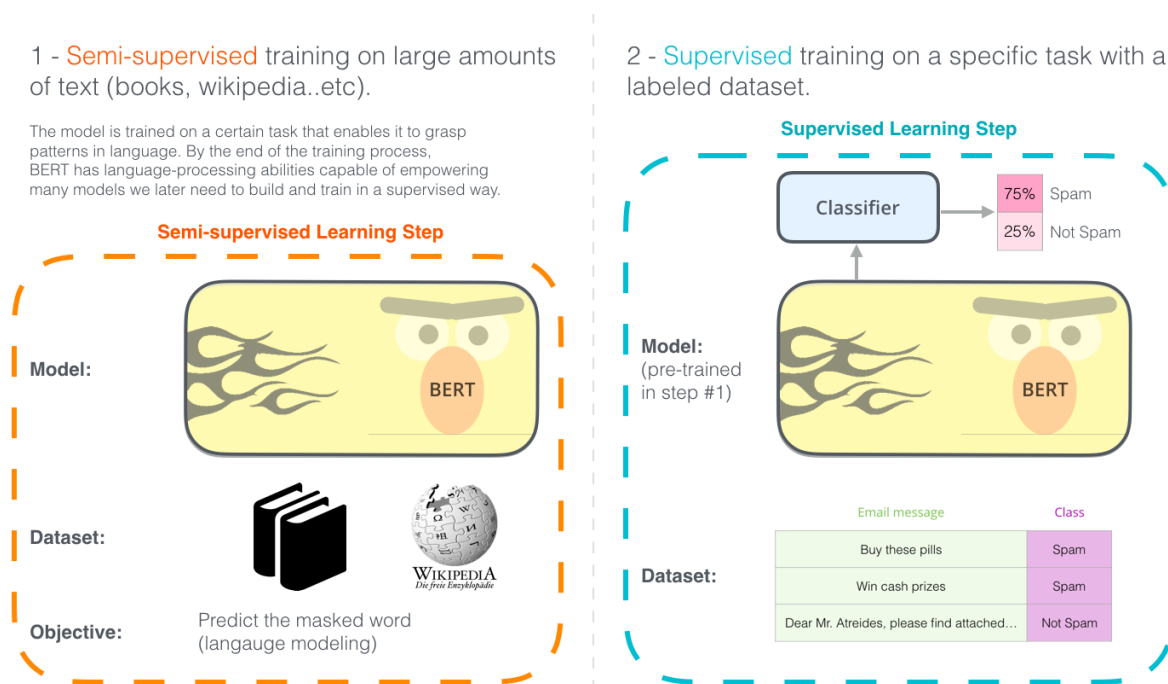 1 - Semi-supervised training on large amounts
of text (books, wikipedia..etc).
The model is trained on a certain task that enables it to grasp
patterns in language. By the end of the training process,
BERT has language-processing abilities capable of empowering
many models we later need to build and train in a supervised way.
Semi-supervised Learning Step
Model:
BERT
Dataset:
WIKIPEDIA
Die freie Enzyklopädie
Objective:
Predict the masked word
(langauge modeling)
2 - Supervised training on a specific task with a
labeled dataset.
Supervised Learning Step
Classifier
75% Spam
25% Not Spam
Model:
(pre-trained
in step #1)
BERT
Dataset:
Email message Class
Buy these pills Spam
Win cash prizes Spam
Dear Mr. Atreides, please find attached... Not Spam